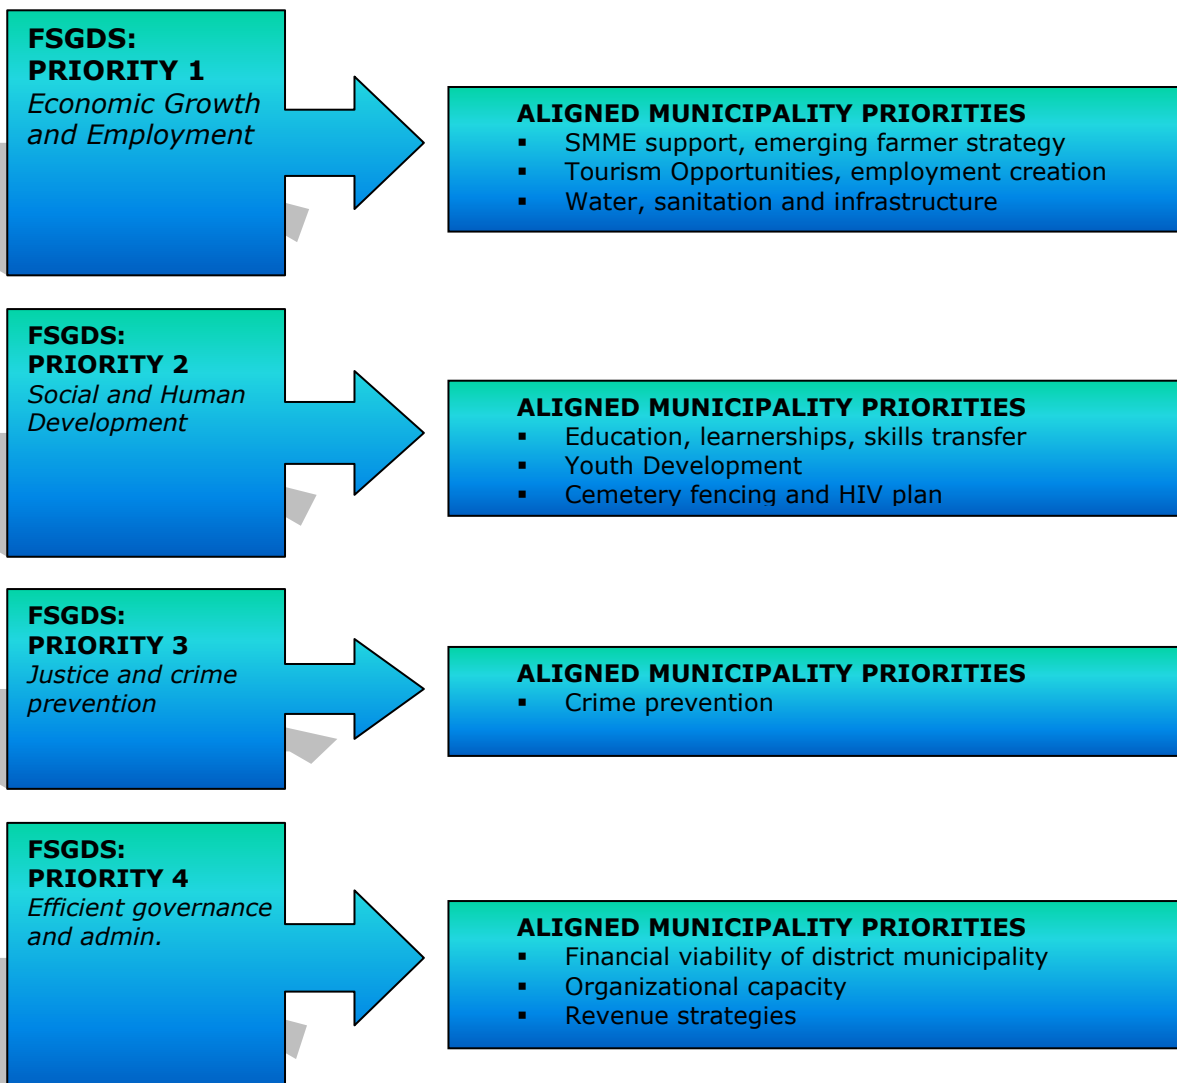 FSGDS:
PRIORITY 1
Economic Growth
and Employment
ALIGNED MUNICIPALITY PRIORITIES
▪ SMME support, emerging farmer strategy
▪ Tourism Opportunities, employment creation
▪ Water, sanitation and infrastructure
FSGDS:
PRIORITY 2
Social and Human
Development
ALIGNED MUNICIPALITY PRIORITIES
▪ Education, learnerships, skills transfer
▪ Youth Development
▪ Cemetery fencing and HIV plan
FSGDS:
PRIORITY 3
Justice and crime
prevention
ALIGNED MUNICIPALITY PRIORITIES
▪ Crime prevention
FSGDS:
PRIORITY 4
Efficient governance
and admin.
ALIGNED MUNICIPALITY PRIORITIES
▪ Financial viability of district municipality
▪ Organizational capacity
▪ Revenue strategies